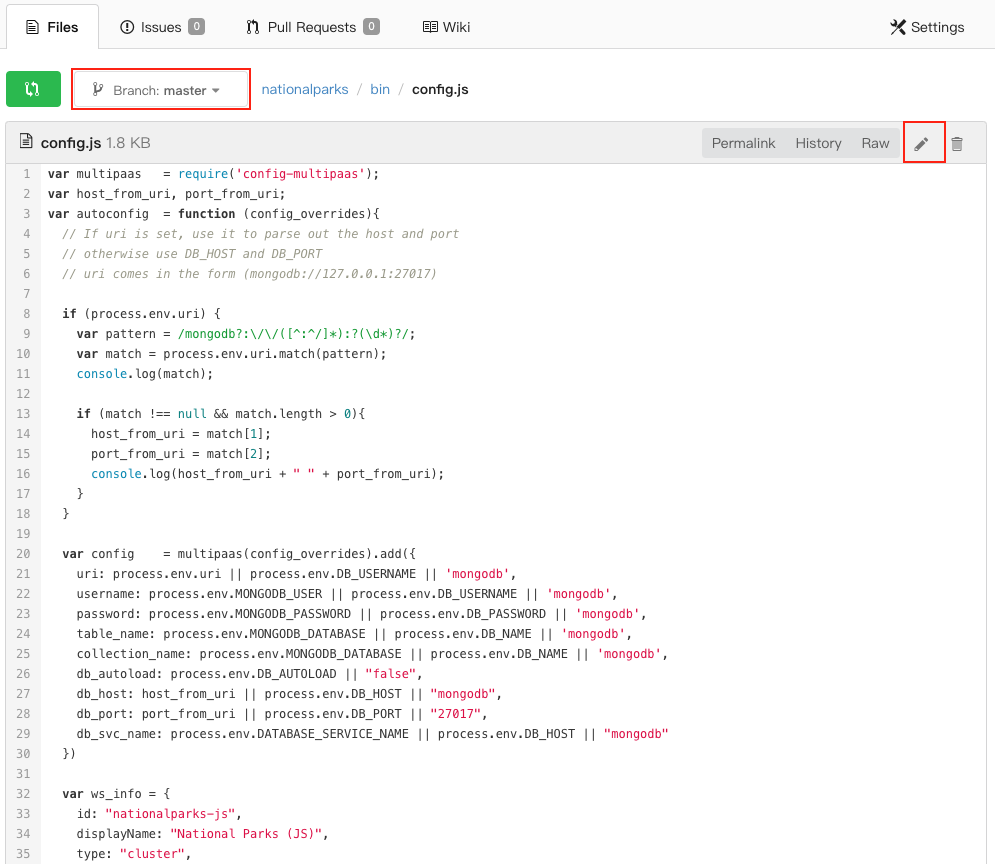 Files Issues 0 Pull Requests 0 Wiki Settings
Branch: master nationalparks / bin / config.js
config.js 1.8 KB Permalink History Raw
1 var multipaas   = require('config-multipaas');
2 var host_from_uri, port_from_uri;
3 var autoconfig  = function (config_overrides){
4   // If uri is set, use it to parse out the host and port
5   // otherwise use DB_HOST and DB_PORT
6   // uri comes in the form (mongodb://127.0.0.1:27017)
7
8   if (process.env.uri) {
9     var pattern = /mongodb?:\/\/([^:^/]*):?(\d*)?/;
10     var match = process.env.uri.match(pattern);
11     console.log(match);
12
13     if (match !== null && match.length > 0){
14       host_from_uri = match[1];
15       port_from_uri = match[2];
16       console.log(host_from_uri + " " + port_from_uri);
17     }
18   }
19
20   var config    = multipaas(config_overrides).add({
21     uri: process.env.uri || process.env.DB_USERNAME || 'mongodb',
22     username: process.env.MONGODB_USER || process.env.DB_USERNAME || 'mongodb',
23     password: process.env.MONGODB_PASSWORD || process.env.DB_PASSWORD || 'mongodb',
24     table_name: process.env.MONGODB_DATABASE || process.env.DB_NAME || 'mongodb',
25     collection_name: process.env.MONGODB_DATABASE || process.env.DB_NAME || 'mongodb',
26     db_autoload: process.env.DB_AUTOLOAD || "false",
27     db_host: host_from_uri || process.env.DB_HOST || "mongodb",
28     db_port: port_from_uri || process.env.DB_PORT || "27017",
29     db_svc_name: process.env.DATABASE_SERVICE_NAME || process.env.DB_HOST || "mongodb"
30   })
31
32   var ws_info = {
33     id: "nationalparks-js",
34     displayName: "National Parks (JS)",
35     type: "cluster",